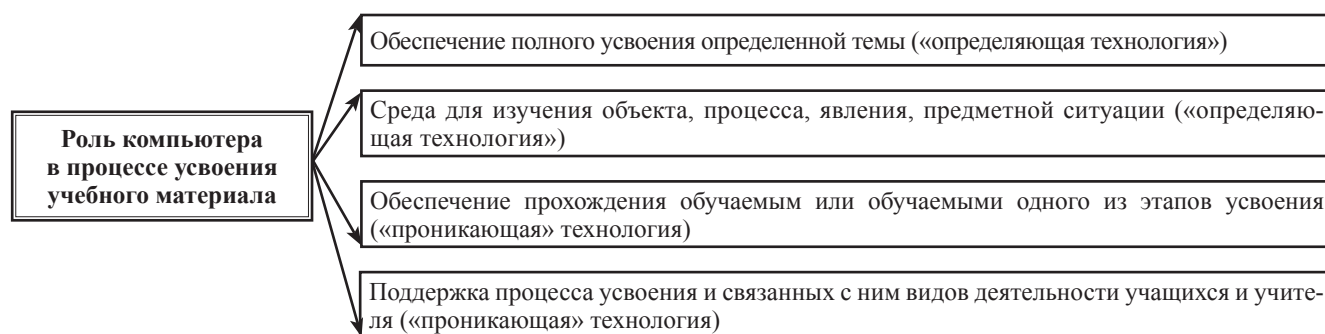 Роль компьютера
в процессе усвоения
учебного материала
Обеспечение полного усвоения определенной темы («определяющая технология»)
Среда для изучения объекта, процесса, явления, предметной ситуации («определяю-
щая технология»)
Обеспечение прохождения обучаемым или обучаемыми одного из этапов усвоения
(«проникающая» технология)
Поддержка процесса усвоения и связанных с ним видов деятельности учащихся и учите-
ля («проникающая» технология)